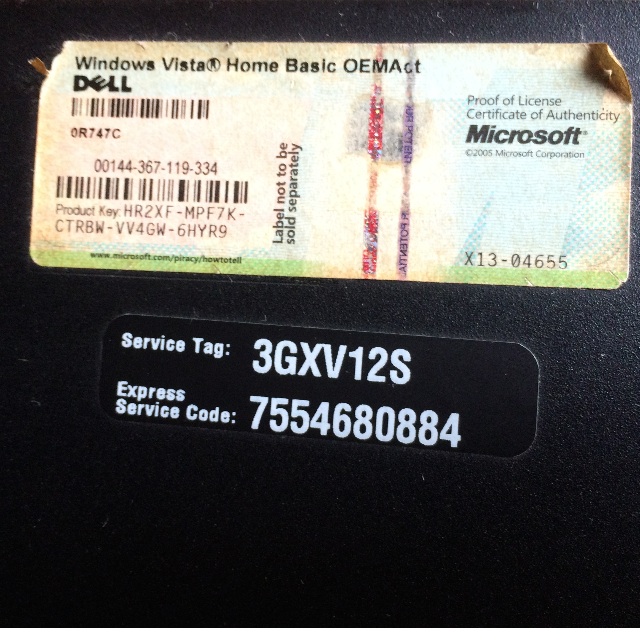 Windows Vista® Home Basic OEMAct
DELL
0R747C
00144-367-119-334
Product Key: HR2XF-MPF7K-
CTRBW-VV4GW-6HYR9
www.microsoft.com/piracy/howtotell
Label not to be
sold separately
Proof of License
Certificate of Authenticity
Microsoft®
©2005 Microsoft Corporation
X13-04655
Service Tag: 3GXV12S
Express
Service Code: 7554680884